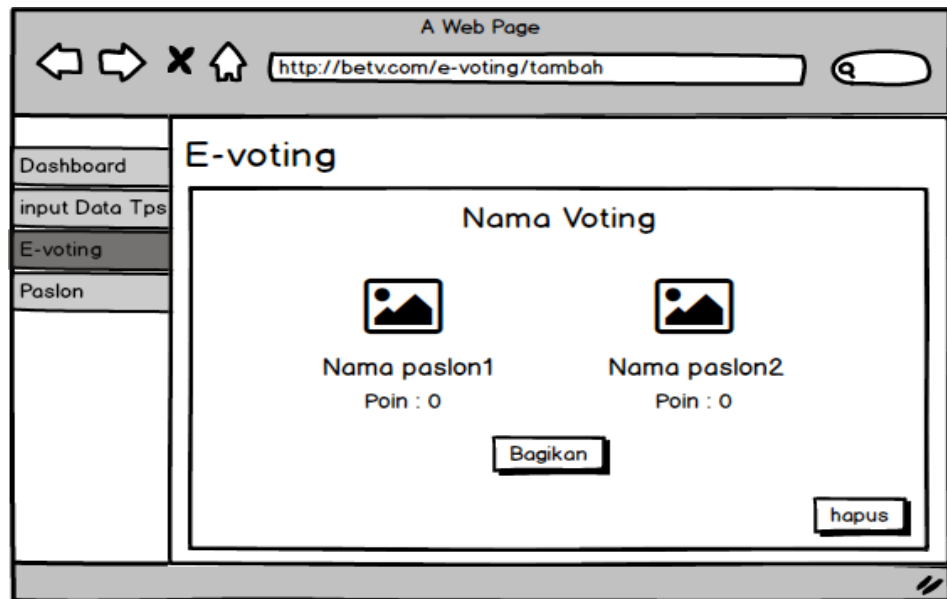 A Web Page
http://betv.com/e-voting/tambah
Dashboard
input Data Tps
E-voting
Paslon
E-voting
Nama Voting
Nama paslon1
Nama paslon2
Poin : 0
Poin : 0
Bagikan
hapus